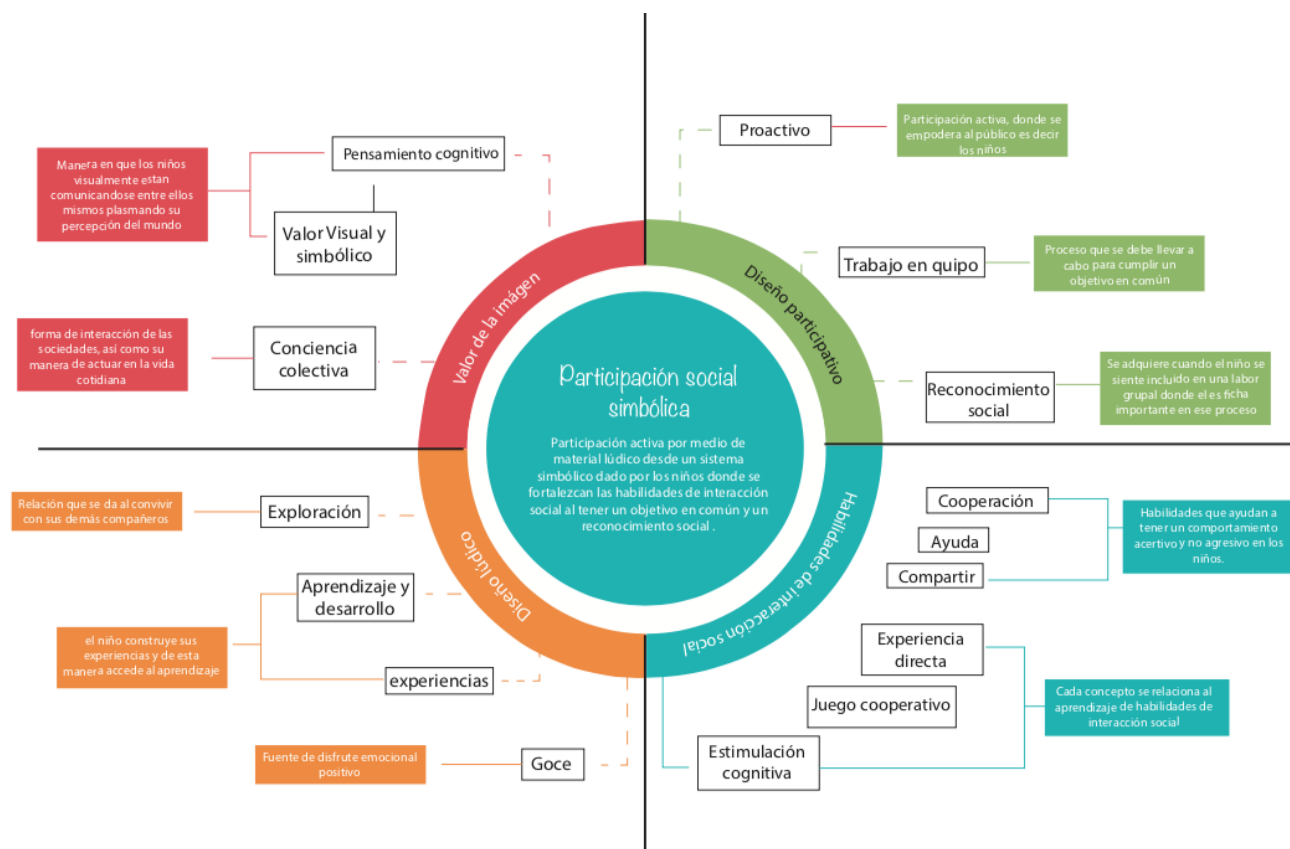 Pensamiento cognitivo
Manera en que los niños
visualmente estan
comunicandose entre ellos
mismos plasmando su
percepción del mundo
Valor Visual y
simbólico
forma de interacción de las
sociedades, así como su
manera de actuar en la vida
cotidiana
Conciencia
colectiva
Valor de la imágen
Proactivo
Participación activa, donde se
empodera al público es decir
los niños
Trabajo en quipo
Proceso que se debe llevar a
cabo para cumplir un
objetivo en común
Reconocimiento
social
Se adquiere cuando el niño se
siente incluido en una labor
grupal donde el es ficha
importante en ese proceso
Diseño participativo
Participación social
simbólica
Participación activa por medio de
material lúdico desde un sistema
simbólico dado por los niños donde se
fortalezcan las habilidades de interacción
social al tener un objetivo en común y un
reconocimiento social .
Relación que se da al convivir
con sus demás compañeros
Exploración
Aprendizaje y
desarrollo
el niño construye sus
experiencias y de esta
manera accede al aprendizaje
experiencias
Fuente de disfrute emocional
positivo
Goce
Diseño lúdico
Habilidades de interacción social
Cooperación
Ayuda
Compartir
Habilidades que ayudan a
tener un comportamiento
acertivo y no agresivo en los
niños.
Experiencia
directa
Juego cooperativo
Estimulación
cognitiva
Cada concepto se relaciona al
aprendizaje de habilidades de
interacción social